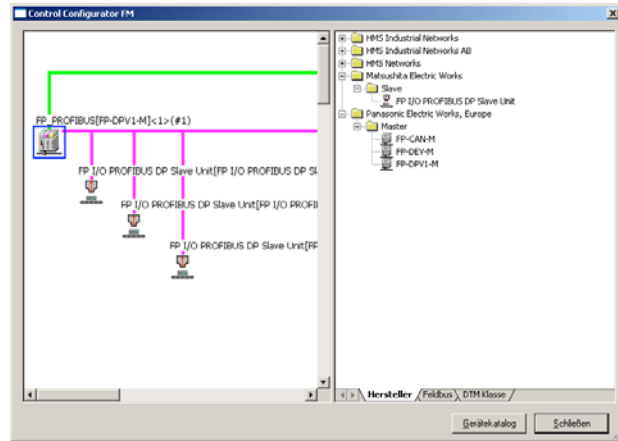 Control Configurator FM
FP_PROFIBUS[FP-DPV1-M]<1>(#1)
FP I/O PROFIBUS DP Slave Unit[FP I/O PROFIBUS DP Sl
FP I/O PROFIBUS DP Slave Unit[FP I/O PROFI
FP I/O PROFIBUS DP Slave Unit[FP
HMS Industrial Networks
HMS Industrial Networks AB
HMS Networks
Matsushita Electric Works
Slave
FP I/O PROFIBUS DP Slave Unit
Panasonic Electric Works, Europe
Master
FP-CAN-M
FP-DEV-M
FP-DPV1-M
Hersteller / Feldbus \ DTM Klasse /
Gerätekatalog
Schließen